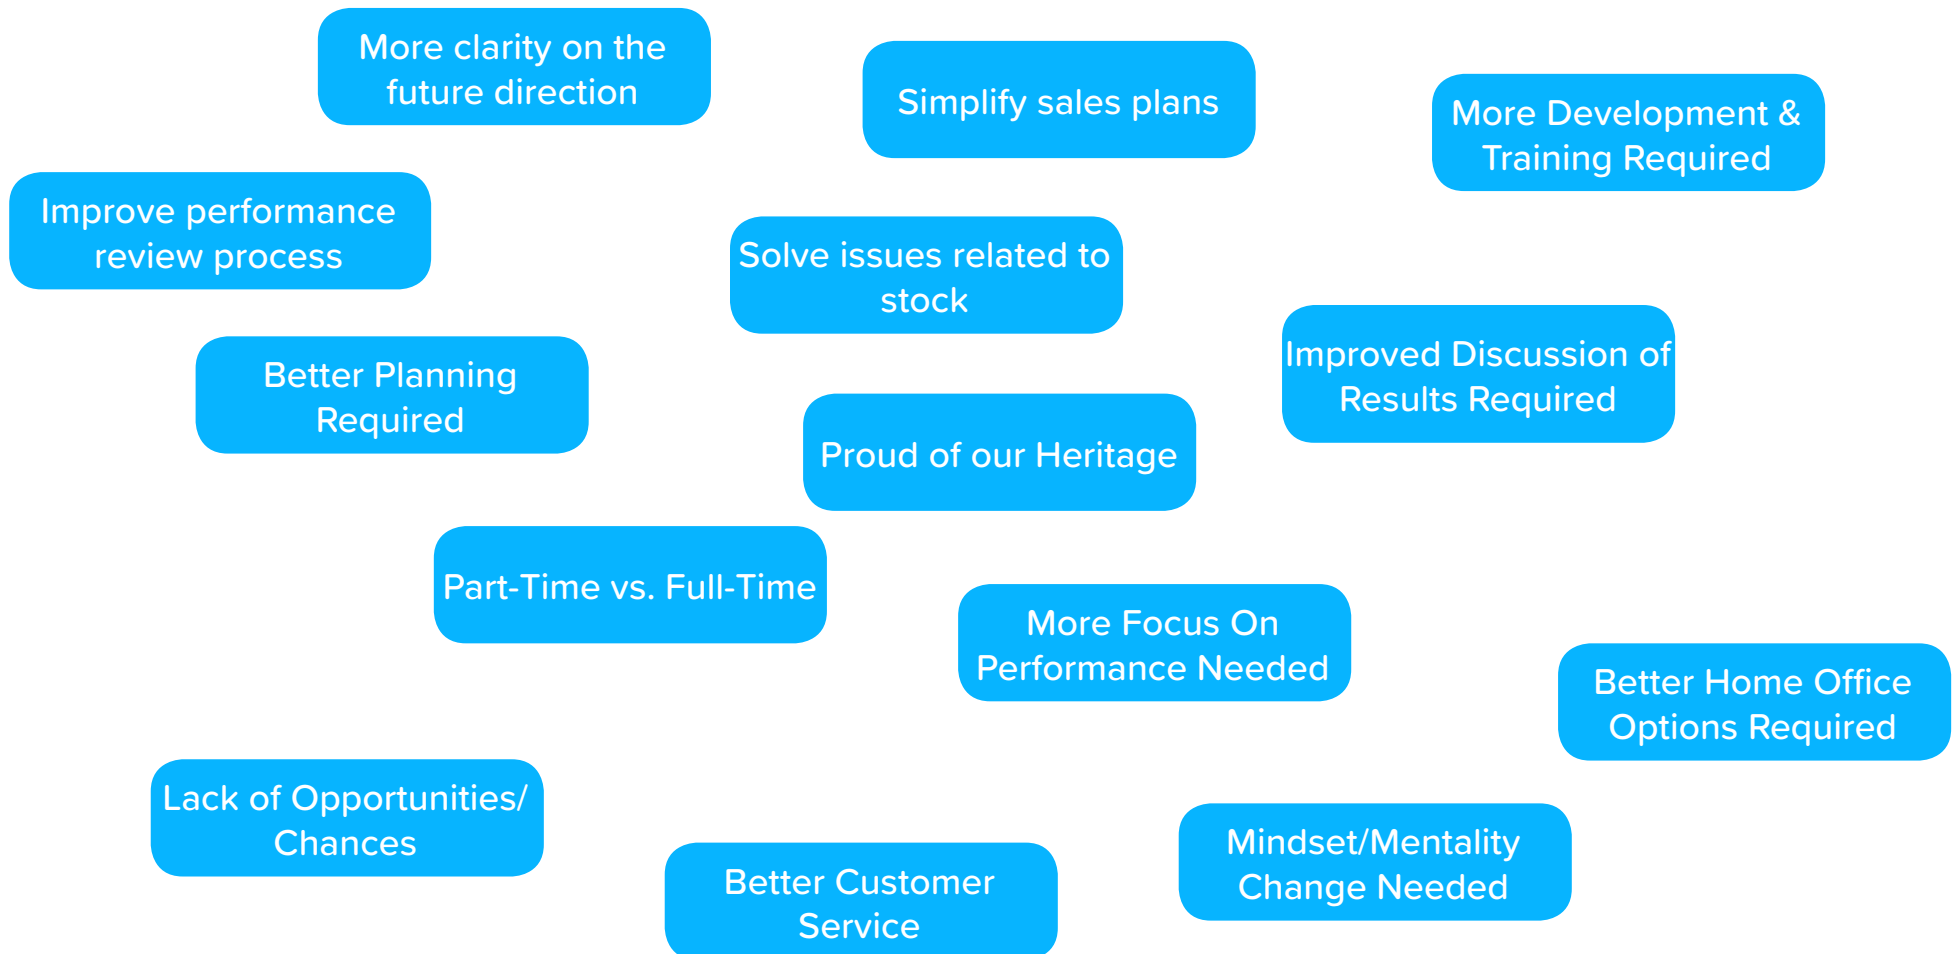 More clarity on the
future direction
Simplify sales plans
More Development &
Training Required
Improve performance
review process
Solve issues related to
stock
Improved Discussion of
Results Required
Better Planning
Required
Proud of our Heritage
Part-Time vs. Full-Time
More Focus On
Performance Needed
Better Home Office
Options Required
Lack of Opportunities/
Chances
Mindset/Mentality
Change Needed
Better Customer
Service